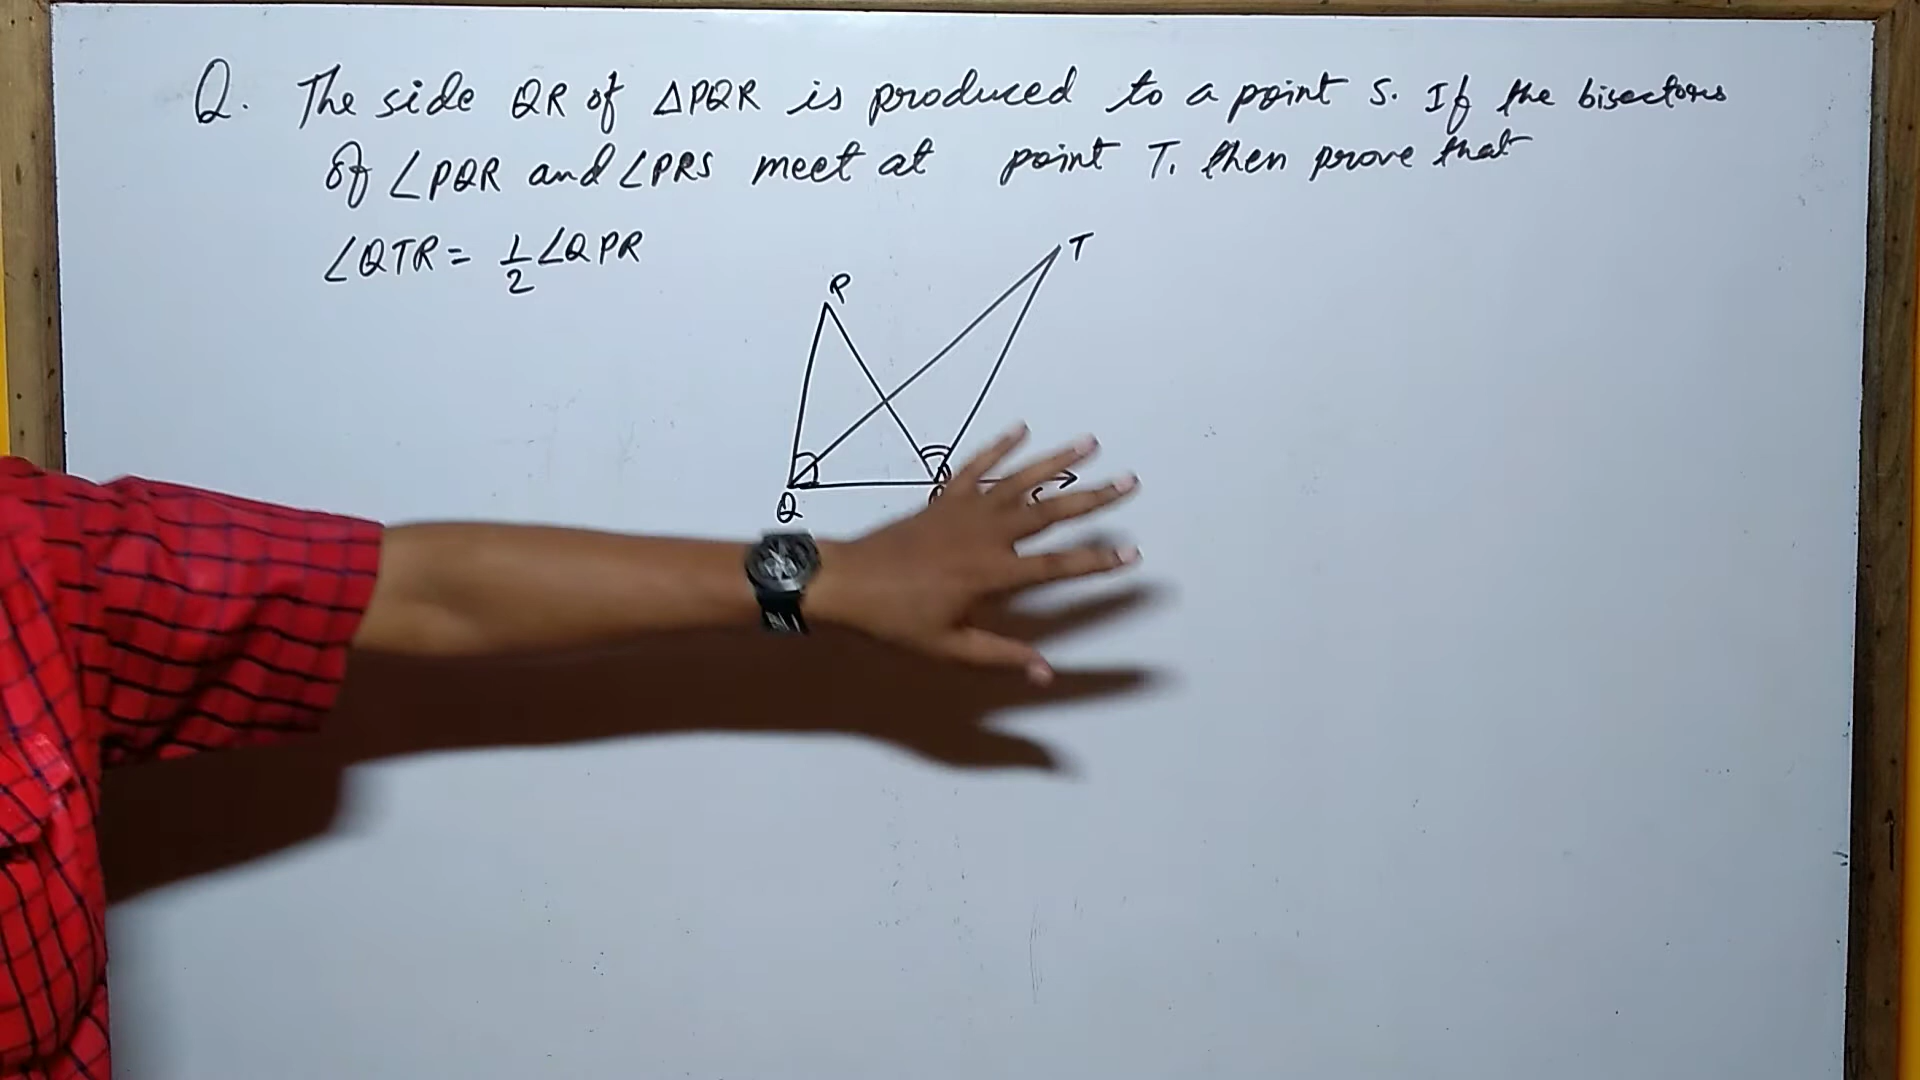 Q. The side QR of △PQR is produced to a point S. If the bisectors
of ∠PQR and ∠PRS meet at point T. then prove that
∠QTR = 1/2 ∠QPR
T
P
S
Q